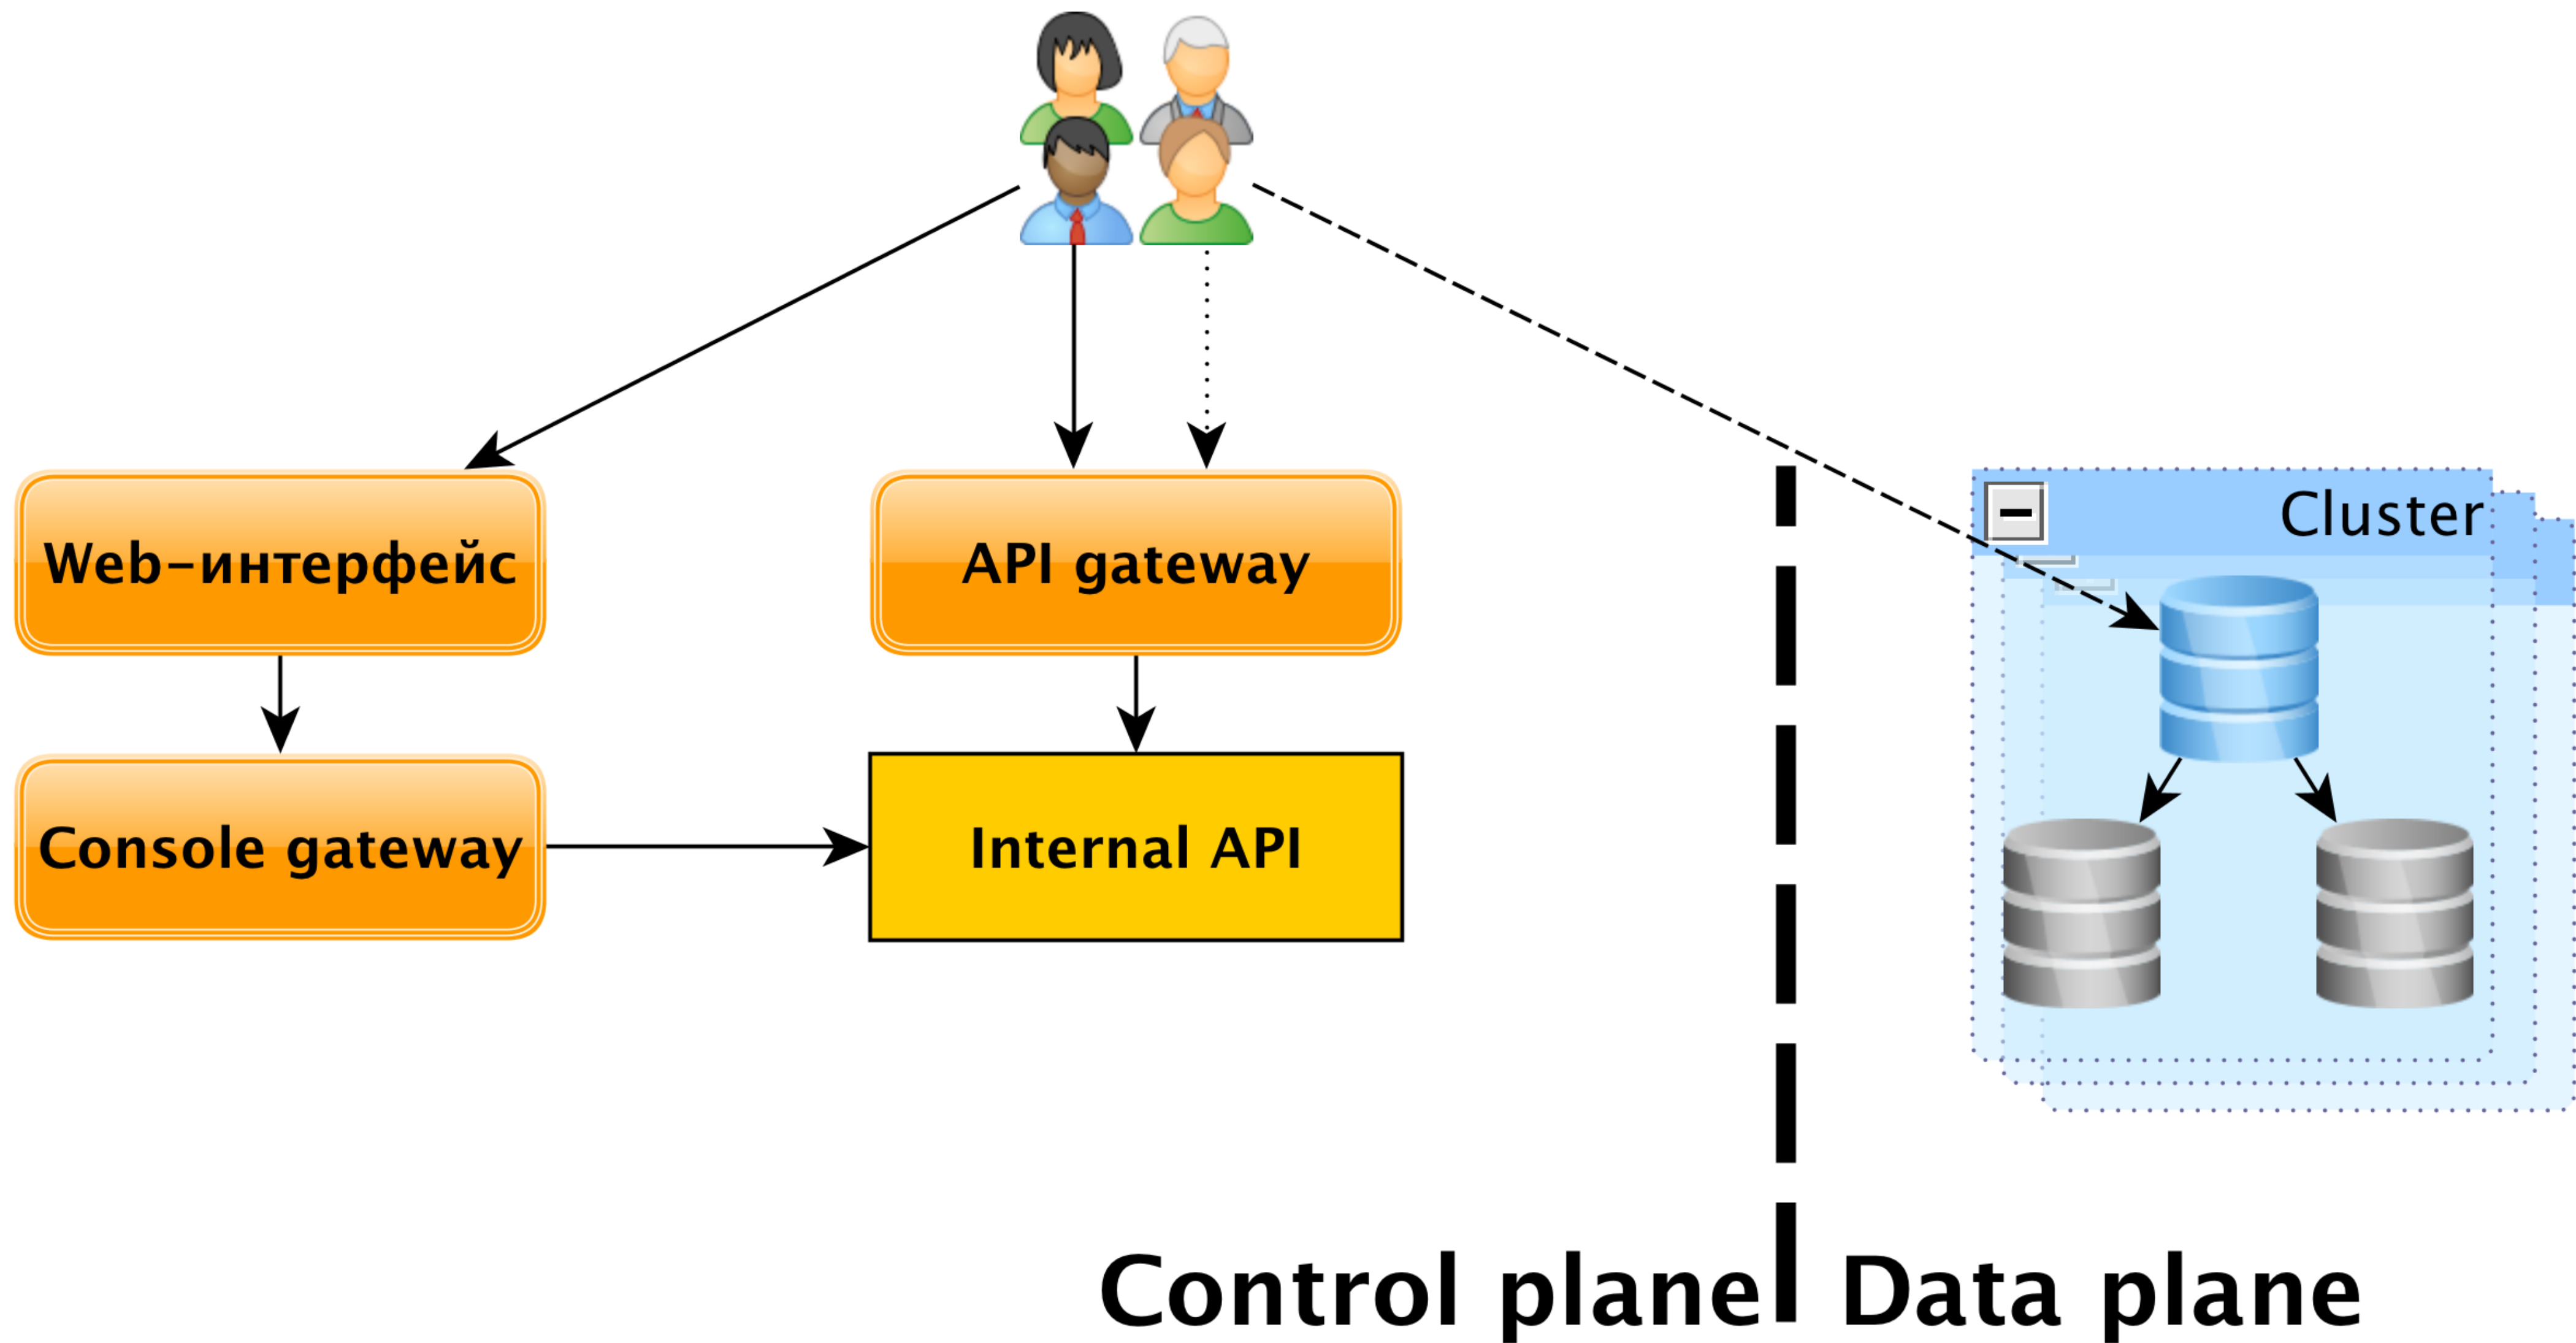 Cluster
Web-интерфейс
API gateway
Console gateway
Internal API
Control plane
Data plane